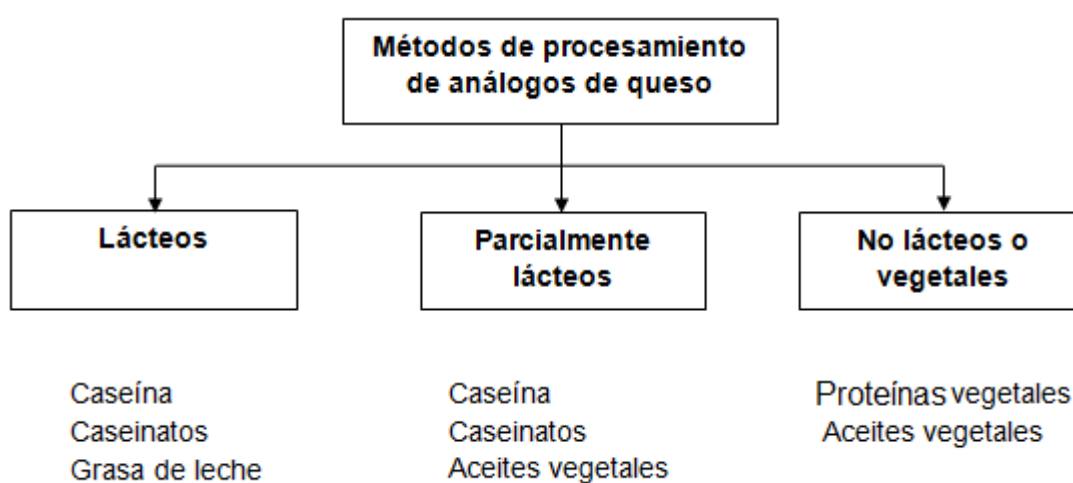 Métodos de procesamiento
de análogos de queso
Lácteos
Parcialmente
lácteos
No lácteos o
vegetales
Caseína
Caseinatos
Grasa de leche
Caseína
Caseinatos
Aceites vegetales
Proteínas vegetales
Aceites vegetales